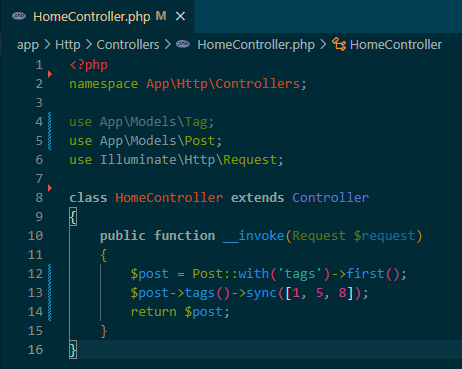 HomeController.php M ×
app > Http > Controllers > HomeController.php > HomeController
1 <?php
2 namespace App\Http\Controllers;
3
4 use App\Models\Tag;
5 use App\Models\Post;
6 use Illuminate\Http\Request;
7
8 class HomeController extends Controller
9 {
10     public function __invoke(Request $request)
11     {
12         $post = Post::with('tags')->first();
13         $post->tags()->sync([1, 5, 8]);
14         return $post;
15     }
16 }